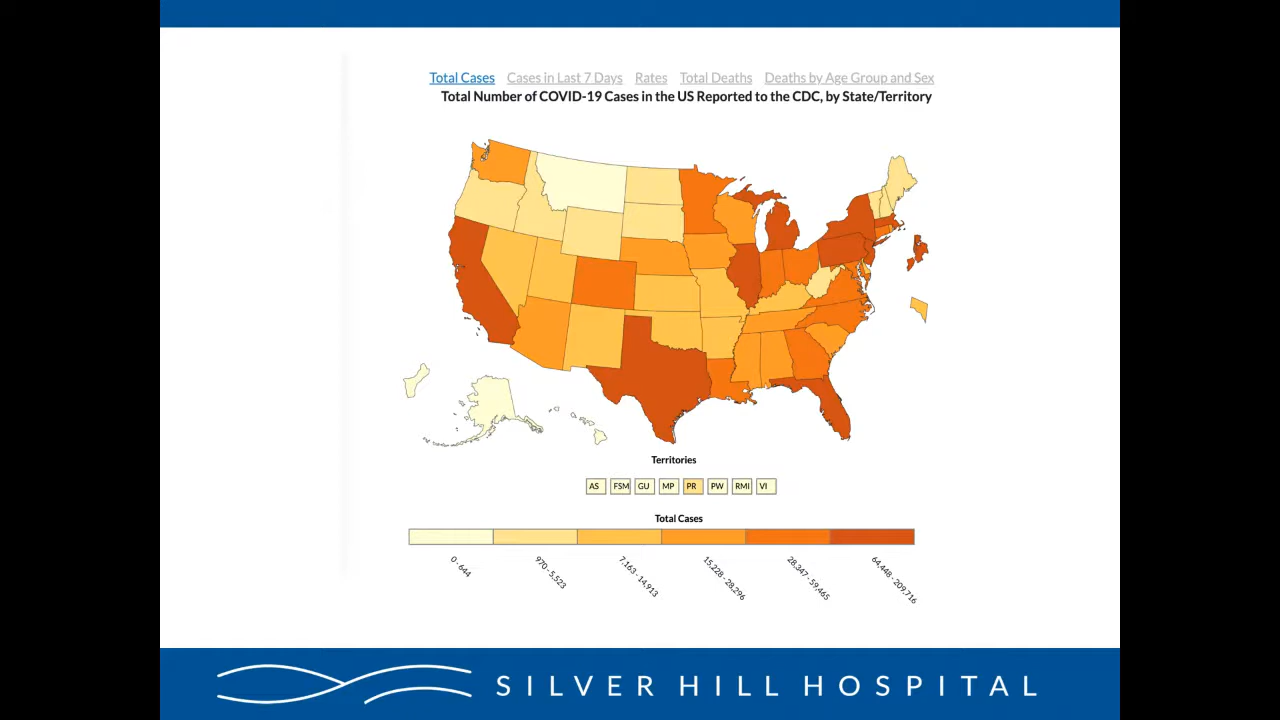 Total Cases Cases in Last 7 Days Rates Total Deaths Deaths by Age Group and Sex
Total Number of COVID-19 Cases in the US Reported to the CDC, by State/Territory
Territories
AS FSM GU MP PR PW RMI VI
Total Cases
0 - 644
970 - 5,523
7,163 - 14,913
15,228 - 28,296
28,347 - 59,465
64,448 - 209,716
SILVER HILL HOSPITAL